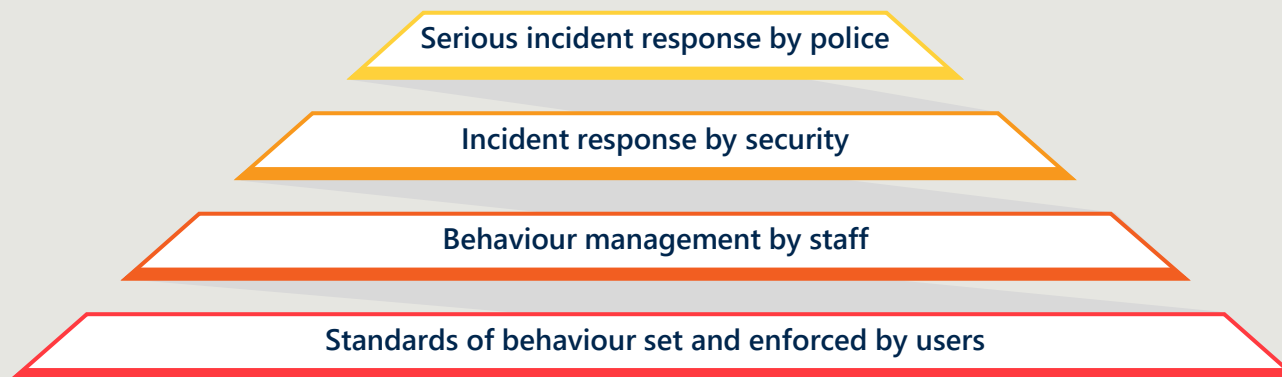 Serious incident response by police
Incident response by security
Behaviour management by staff
Standards of behaviour set and enforced by users